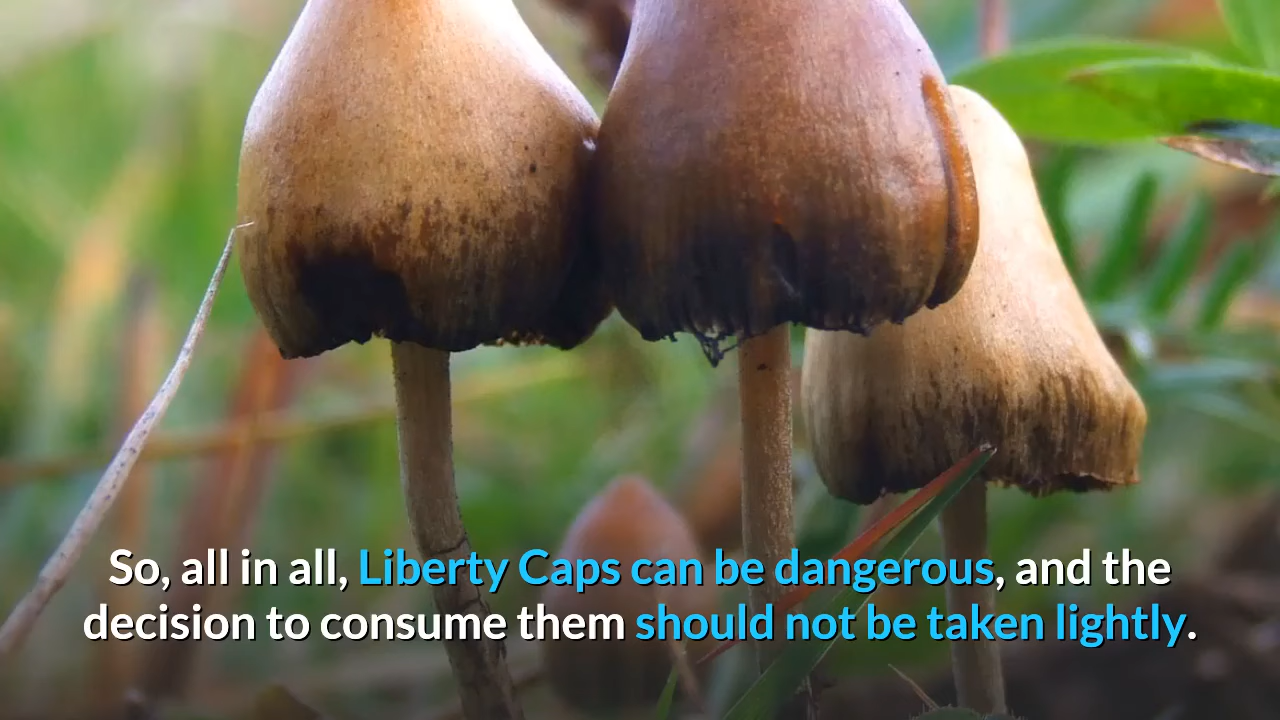 So, all in all, Liberty Caps can be dangerous, and the
decision to consume them should not be taken lightly.